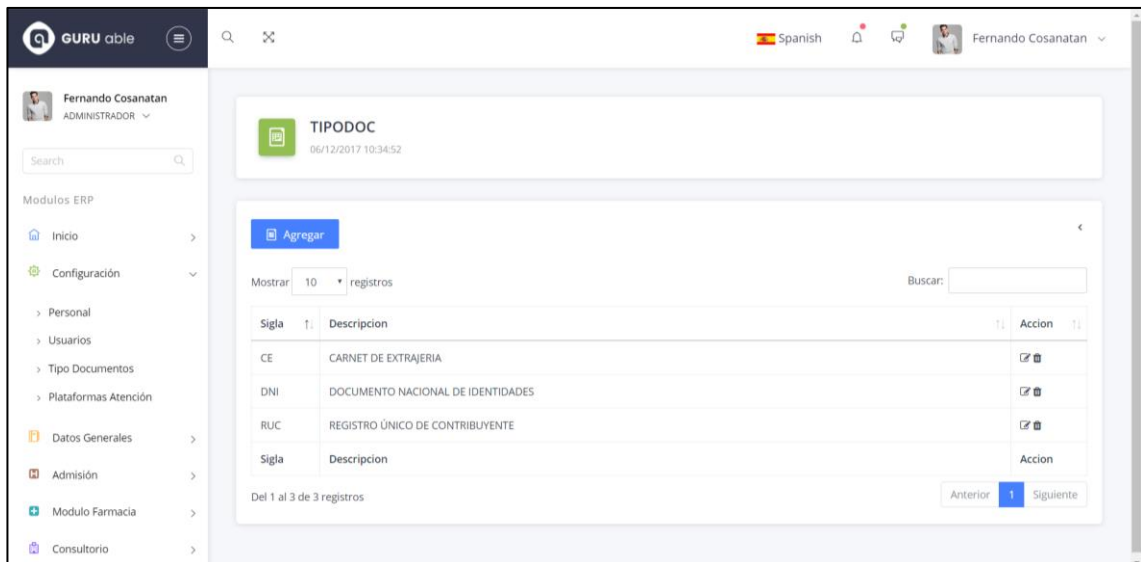 GURU able
Spanish
Fernando Cosanatan
Fernando Cosanatan
ADMINISTRADOR
Search
Modulos ERP
Inicio
Configuración
Personal
Usuarios
Tipo Documentos
Plataformas Atención
Datos Generales
Admisión
Modulo Farmacia
Consultorio
TIPODOC
06/12/2017 10:34:52
Agregar
Mostrar 10 registros
Buscar:
Sigla Descripcion Accion
CE CARNET DE EXTRAJERIA
DNI DOCUMENTO NACIONAL DE IDENTIDADES
RUC REGISTRO ÚNICO DE CONTRIBUYENTE
Sigla Descripcion Accion
Del 1 al 3 de 3 registros
Anterior 1 Siguiente